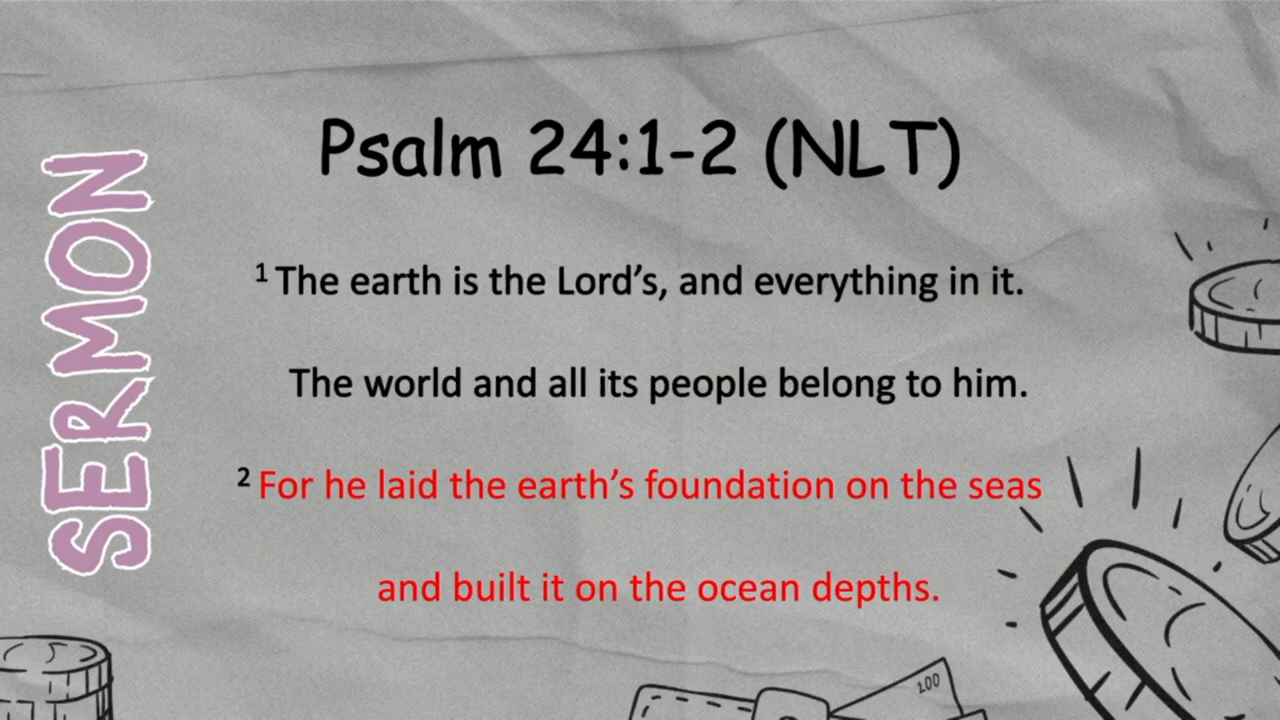 SERMON
Psalm 24:1-2 (NLT)
1 The earth is the Lord’s, and everything in it.
The world and all its people belong to him.
2 For he laid the earth’s foundation on the seas
and built it on the ocean depths.
100